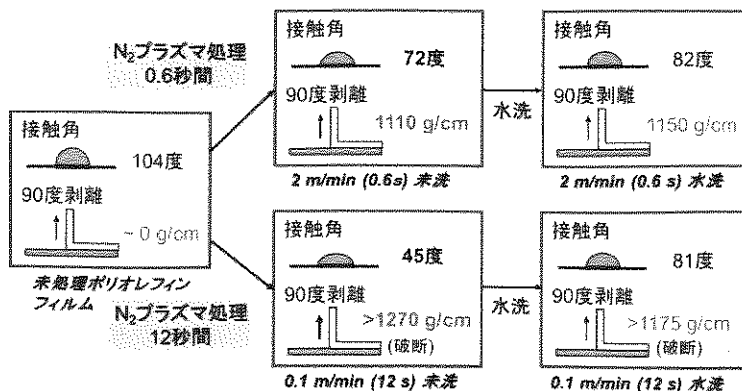 N₂プラズマ処理
0.6秒間
接触角
72度
90度剥離
1110 g/cm
2 m/min (0.6s) 未洗
水洗
接触角
82度
90度剥離
1150 g/cm
2 m/min (0.6 s) 水洗
接触角
104度
90度剥離
~ 0 g/cm
未処理ポリオレフィン
フィルム
N₂プラズマ処理
12秒間
接触角
45度
90度剥離
>1270 g/cm
(破断)
0.1 m/min (12 s) 未洗
水洗
接触角
81度
90度剥離
>1175 g/cm
(破断)
0.1 m/min (12 s) 水洗